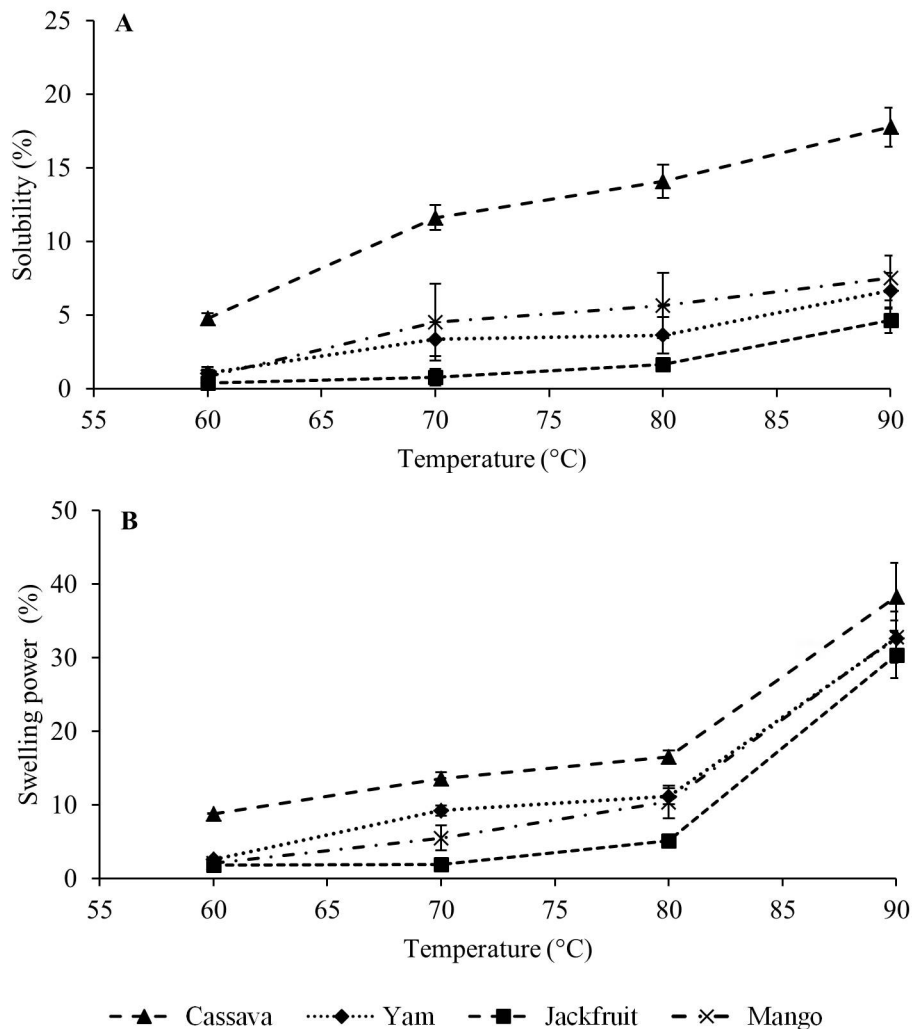 A
25
20
15
10
5
0
Solubility (%)
55 60 65 70 75 80 85 90
Temperature (°C)
B
50
40
30
20
10
0
Swelling power (%)
55 60 65 70 75 80 85 90
Temperature (°C)
Cassava Yam Jackfruit Mango